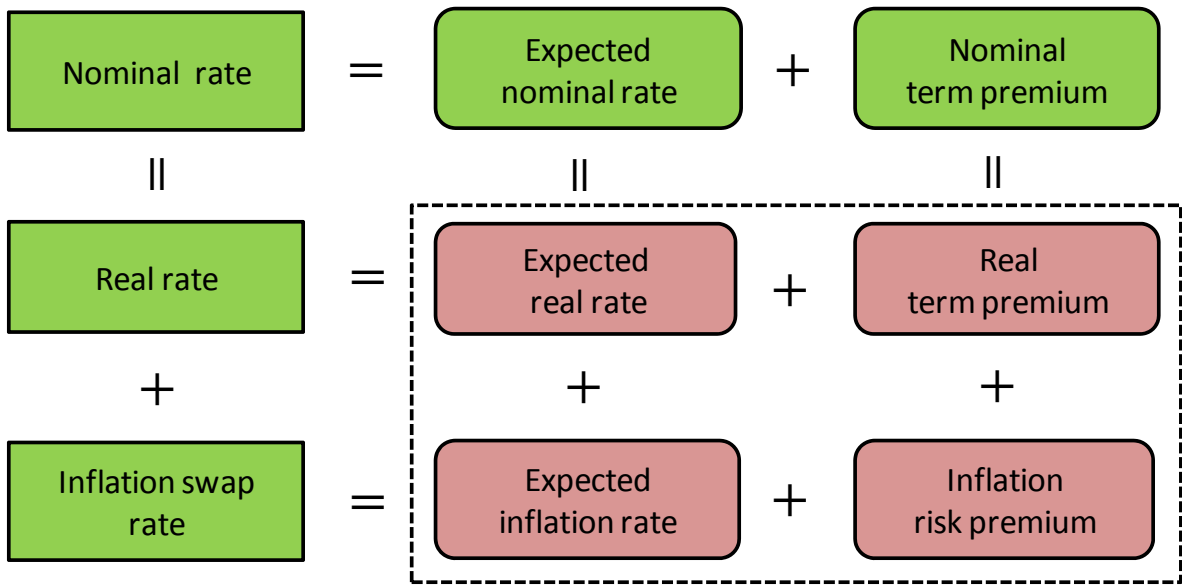 Nominal rate
=
Expected
nominal rate
+
Nominal
term premium
=
=
=
Real rate
=
Expected
real rate
+
Real
term premium
+
+
+
Inflation swap
rate
=
Expected
inflation rate
+
Inflation
risk premium